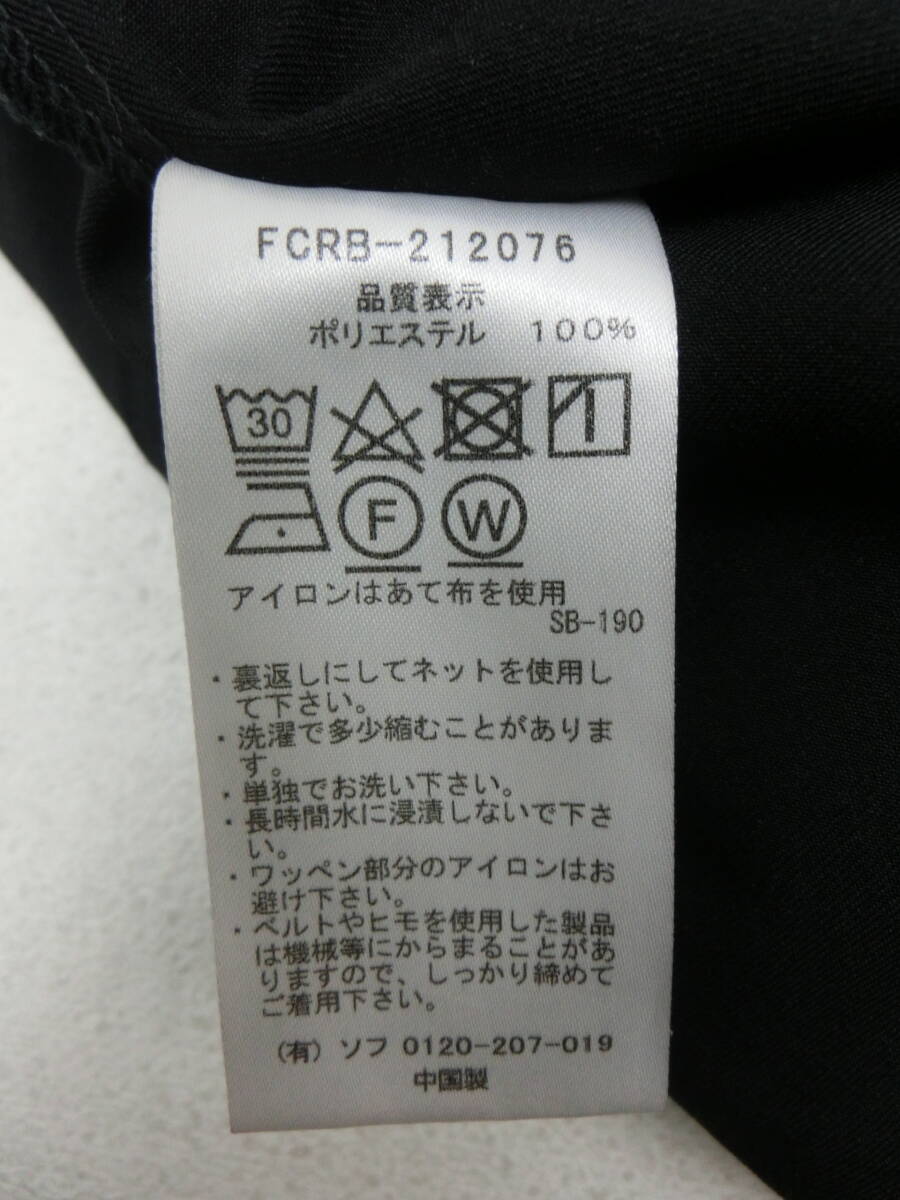 FCRB-212076
品質表示
ポリエステル 100%
30
F W
アイロンはあて布を使用
SB-190
・裏返しにしてネットを使用し
て下さい。
・洗濯で多少縮むことがありま
す。
・単独でお洗い下さい。
・長時間水に浸漬しないで下さ
い。
・ワッペン部分のアイロンはお
避け下さい。
・ベルトやヒモを使用した製品
は機械等にからまることがあ
りますので、しっかり締めて
ご着用下さい。
(有) ソフ 0120-207-019
中国製